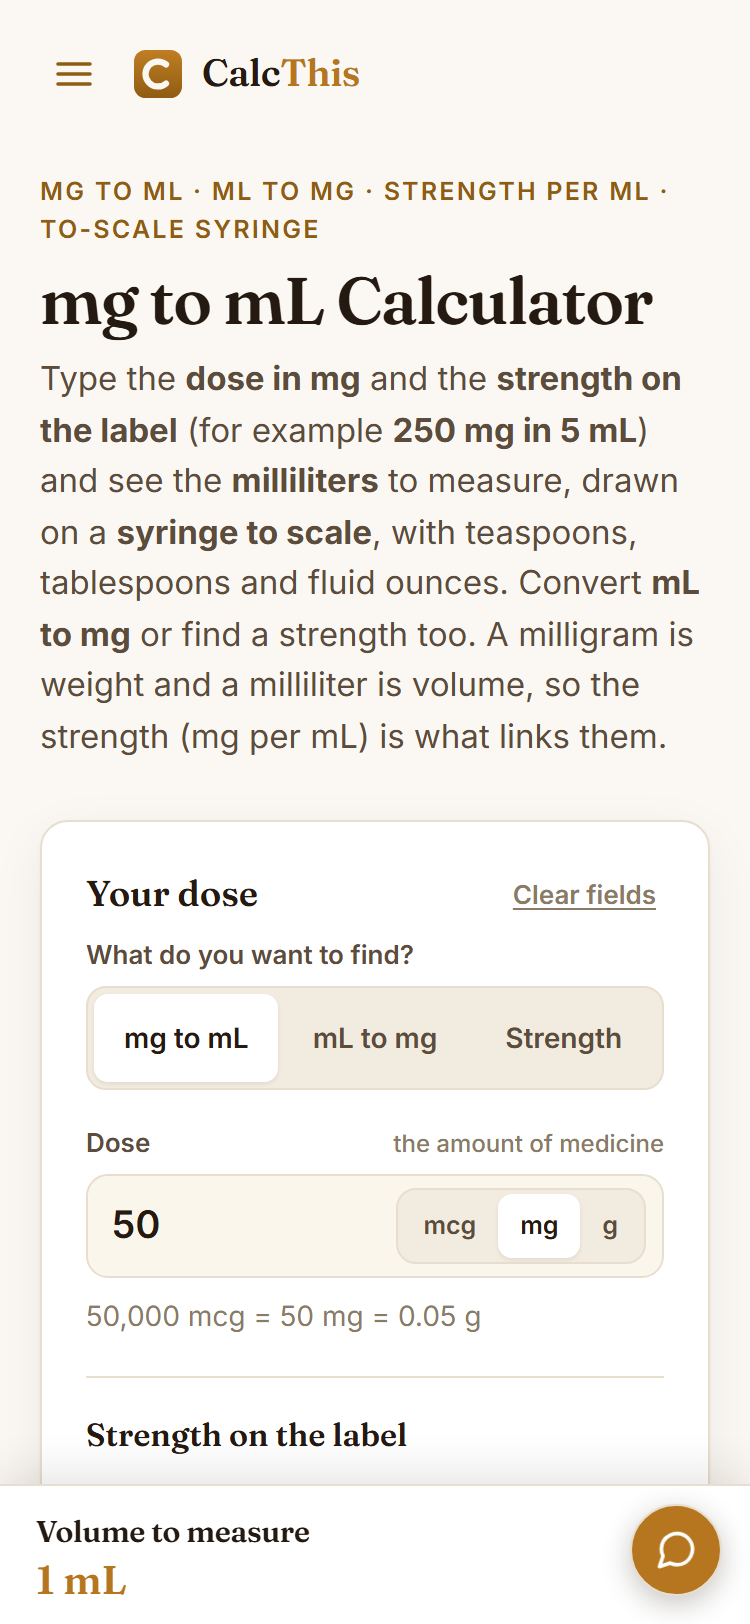 C CalcThis
MG TO ML · ML TO MG · STRENGTH PER ML ·
TO-SCALE SYRINGE
mg to mL Calculator
Type the dose in mg and the strength on
the label (for example 250 mg in 5 mL)
and see the milliliters to measure, drawn
on a syringe to scale, with teaspoons,
tablespoons and fluid ounces. Convert mL
to mg or find a strength too. A milligram is
weight and a milliliter is volume, so the
strength (mg per mL) is what links them.
Your dose Clear fields
What do you want to find?
mg to mL mL to mg Strength
Dose the amount of medicine
50 mcg mg g
50,000 mcg = 50 mg = 0.05 g
Strength on the label
Volume to measure
1 mL